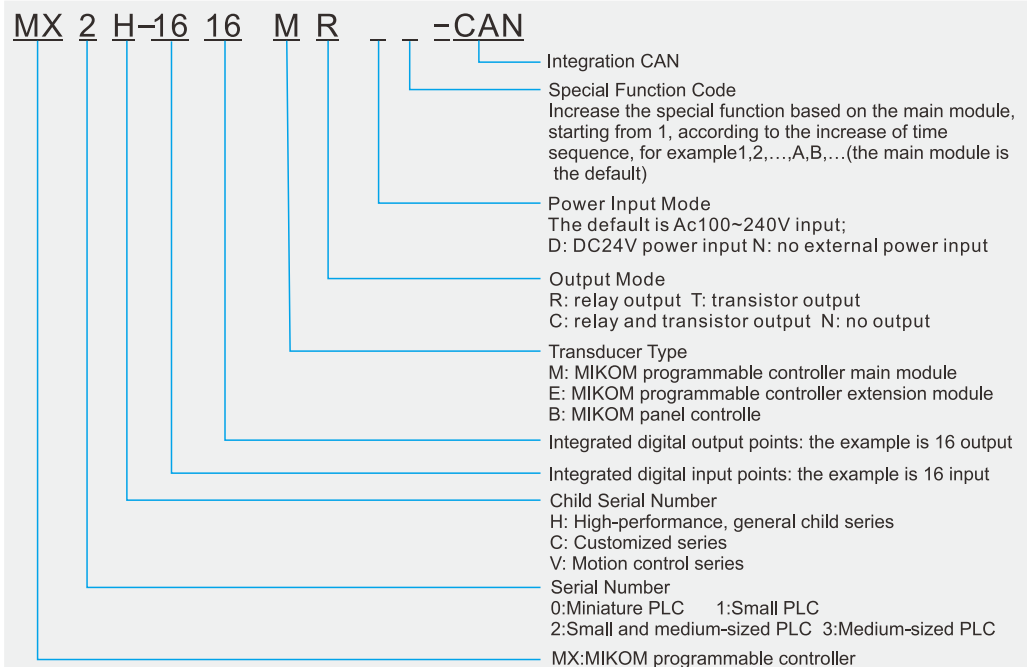 MX 2 H-16 16 M R _ _ -CAN
Integration CAN
Special Function Code
Increase the special function based on the main module,
starting from 1, according to the increase of time
sequence, for example1,2,...,A,B,...(the main module is
the default)
Power Input Mode
The default is Ac100~240V input;
D: DC24V power input N: no external power input
Output Mode
R: relay output T: transistor output
C: relay and transistor output N: no output
Transducer Type
M: MIKOM programmable controller main module
E: MIKOM programmable controller extension module
B: MIKOM panel controlle
Integrated digital output points: the example is 16 output
Integrated digital input points: the example is 16 input
Child Serial Number
H: High-performance, general child series
C: Customized series
V: Motion control series
Serial Number
0:Miniature PLC 1:Small PLC
2:Small and medium-sized PLC 3:Medium-sized PLC
MX:MIKOM programmable controller